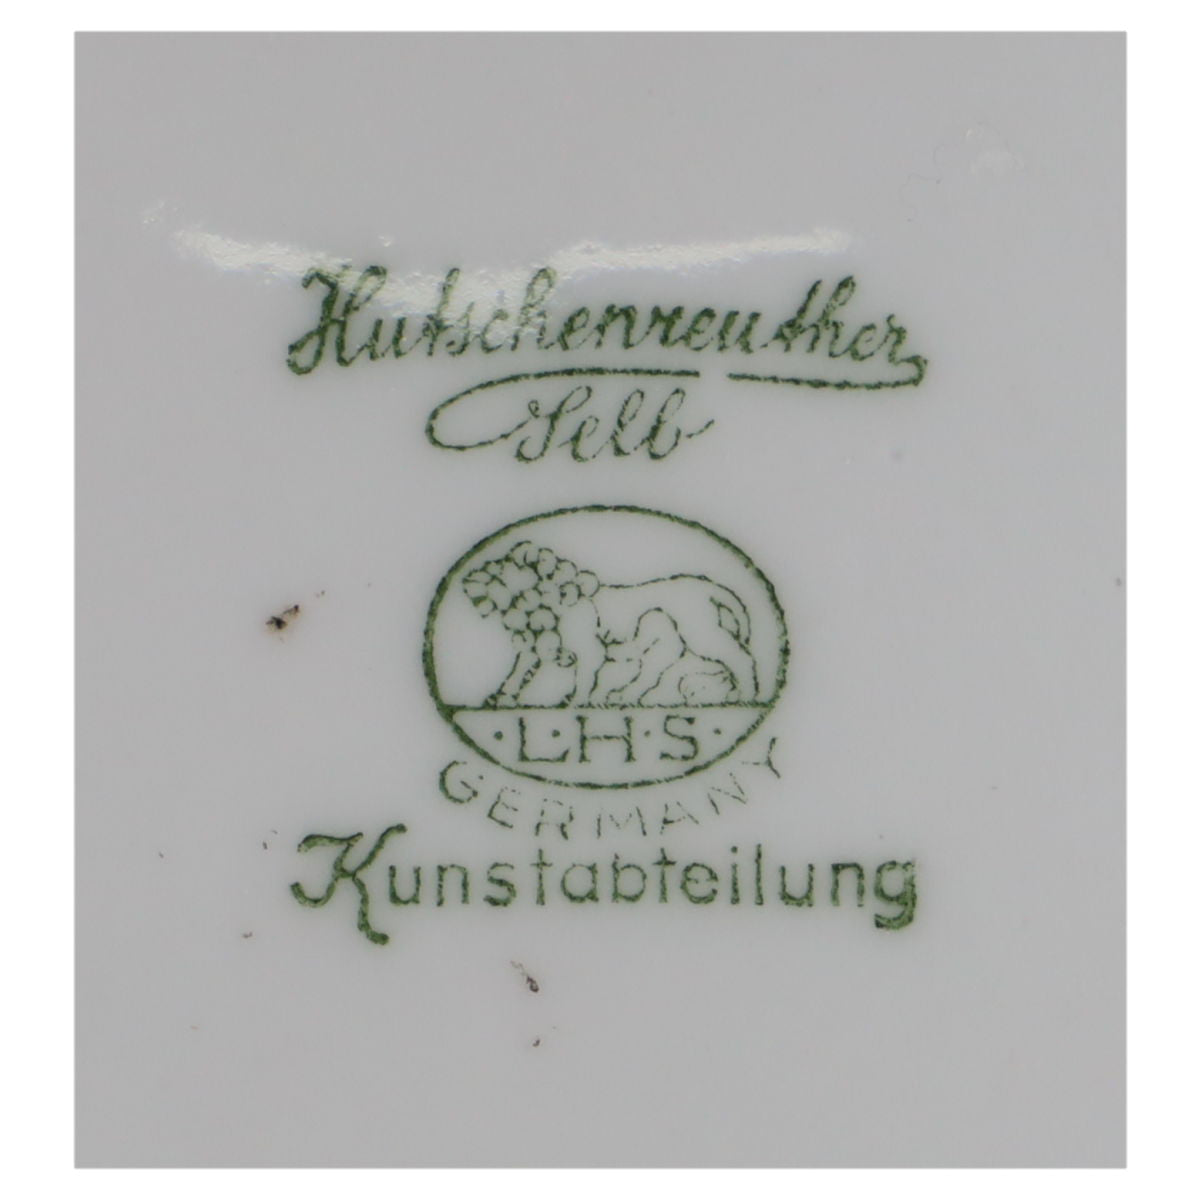 Hutschenreuther
Selb
·L·H·S·
GERMANY
Kunstabteilung